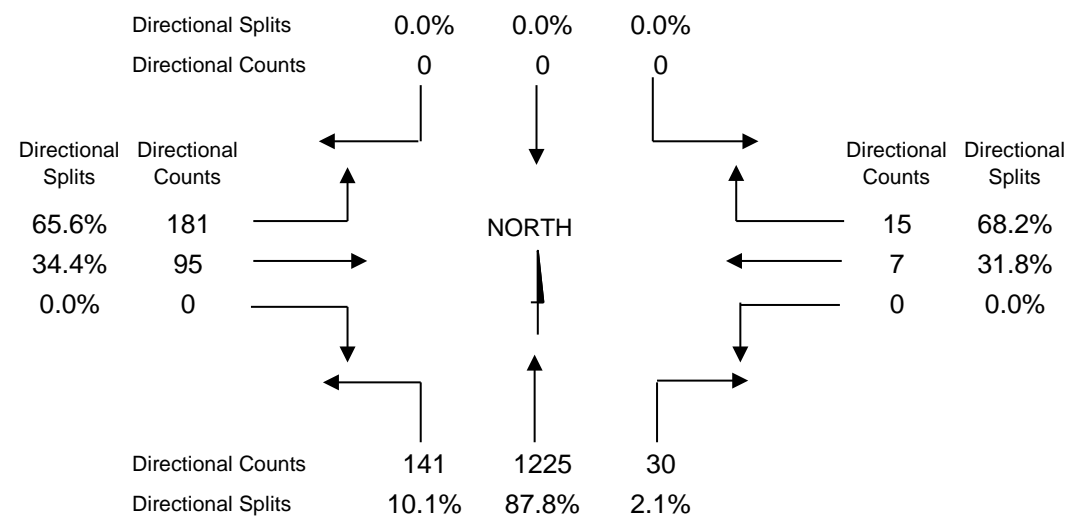 Directional Splits 0.0% 0.0% 0.0%
Directional Counts 0 0 0
Directional Directional Directional Directional
Splits Counts Counts Splits
65.6% 181 NORTH 15 68.2%
34.4% 95 7 31.8%
0.0% 0 0 0.0%
Directional Counts 141 1225 30
Directional Splits 10.1% 87.8% 2.1%